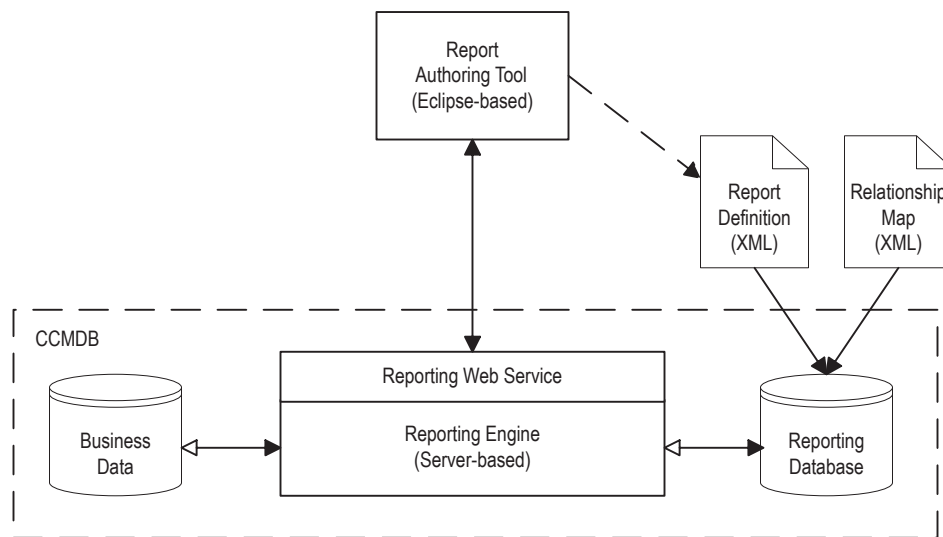 Report
Authoring Tool
(Eclipse-based)
Report
Definition
(XML)
Relationship
Map
(XML)
CCMDB
Reporting Web Service
Business
Data
Reporting Engine
(Server-based)
Reporting
Database